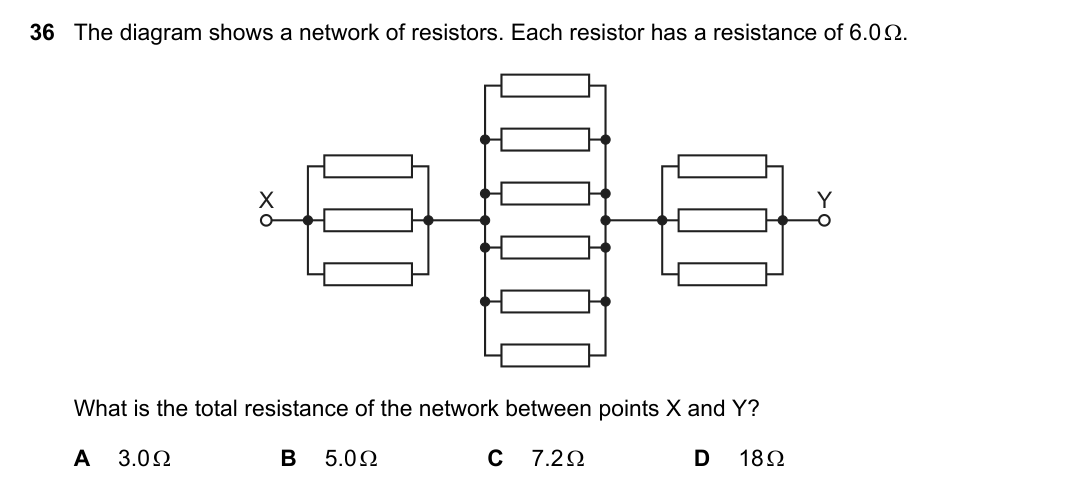 36 The diagram shows a network of resistors. Each resistor has a resistance of 6.0Ω.
X
Y
What is the total resistance of the network between points X and Y?
A 3.0Ω B 5.0Ω C 7.2Ω D 18Ω